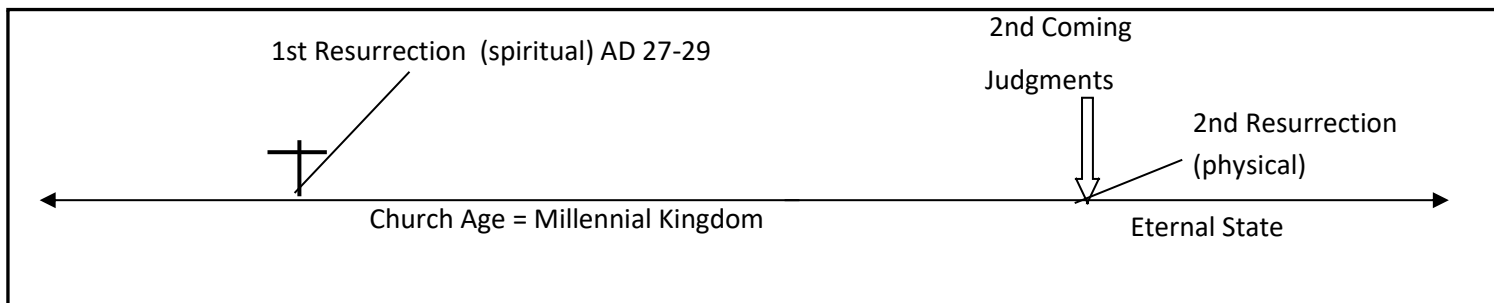 1st Resurrection (spiritual) AD 27-29
2nd Coming
Judgments
2nd Resurrection
(physical)
Church Age = Millennial Kingdom
Eternal State